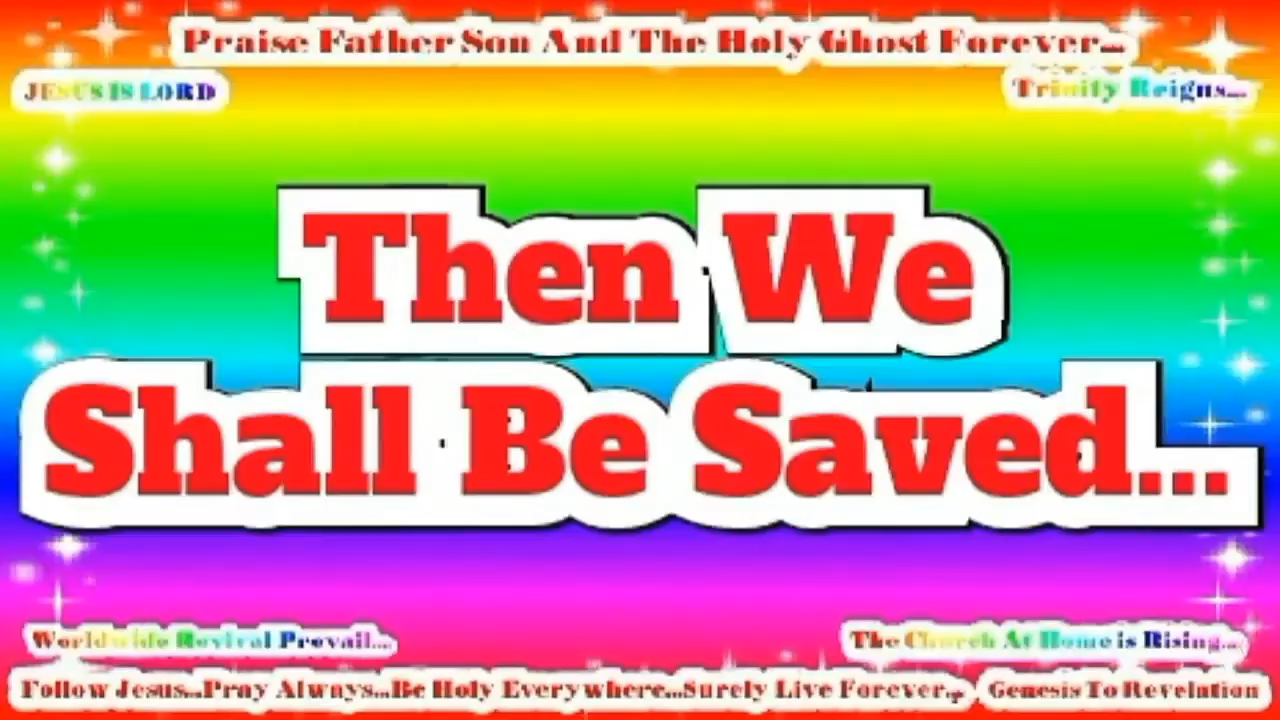 Praise Father Son And The Holy Ghost Forever...
JESUS IS LORD
Trinity Reigns...
Then We
Shall Be Saved...
Worldwide Revival Prevail...
The Church At Home is Rising...
Follow Jesus...Pray Always...Be Holy Everywhere...Surely Live Forever...
Genesis To Revelation